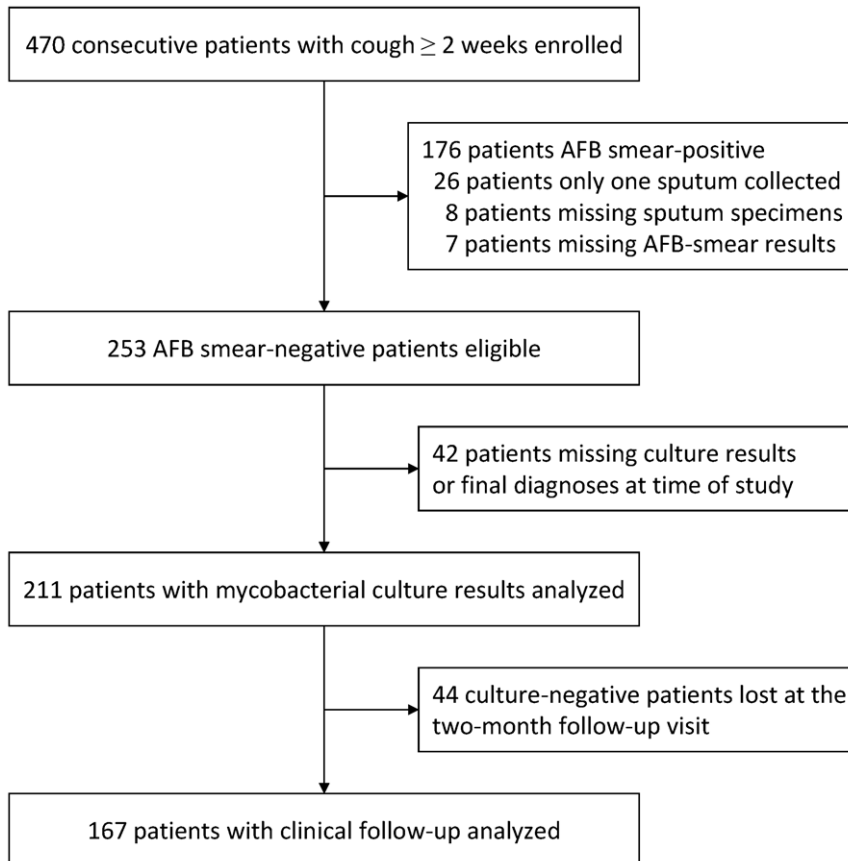 470 consecutive patients with cough ≥ 2 weeks enrolled
176 patients AFB smear-positive
26 patients only one sputum collected
8 patients missing sputum specimens
7 patients missing AFB-smear results
253 AFB smear-negative patients eligible
42 patients missing culture results
or final diagnoses at time of study
211 patients with mycobacterial culture results analyzed
44 culture-negative patients lost at the
two-month follow-up visit
167 patients with clinical follow-up analyzed